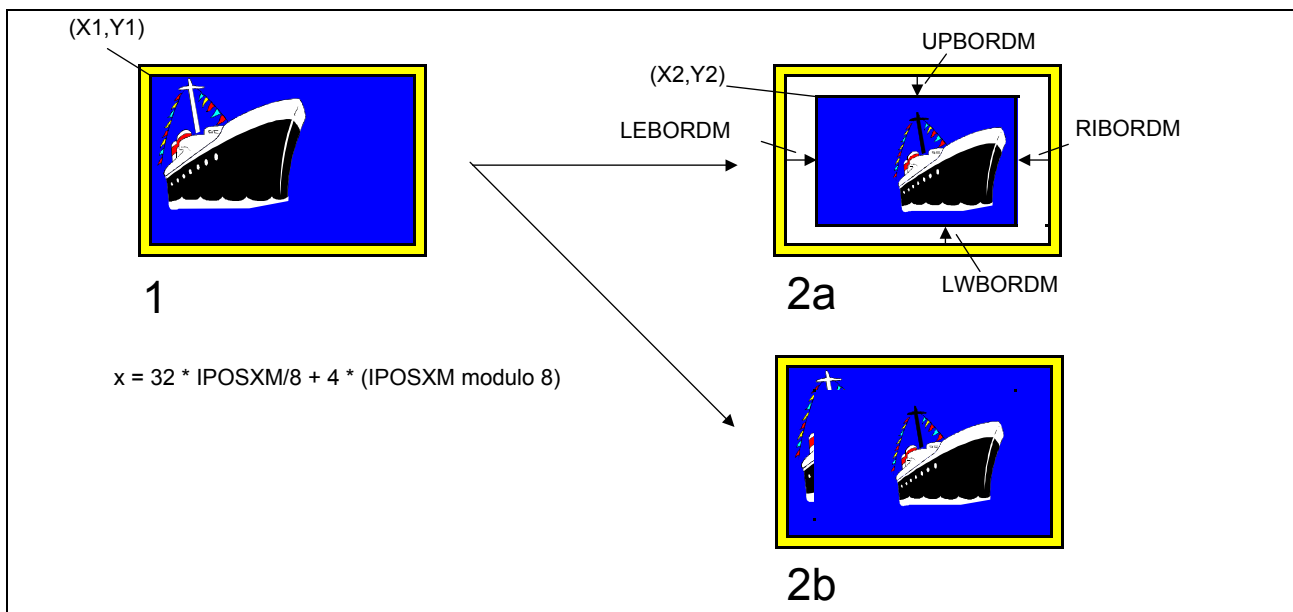 (X1,Y1)
UPBORDM
(X2,Y2)
LEBORDM
RIBORDM
LWBORDM
1
2a
x = 32 * IPOSXM/8 + 4 * (IPOSXM modulo 8)
2b